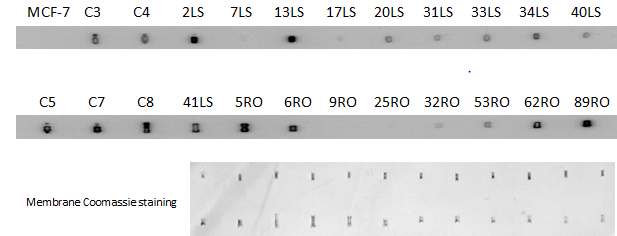 MCF-7 C3 C4 2LS 7LS 13LS 17LS 20LS 31LS 33LS 34LS 40LS
C5 C7 C8 41LS 5RO 6RO 9RO 25RO 32RO 53RO 62RO 89RO
Membrane Coomassie staining